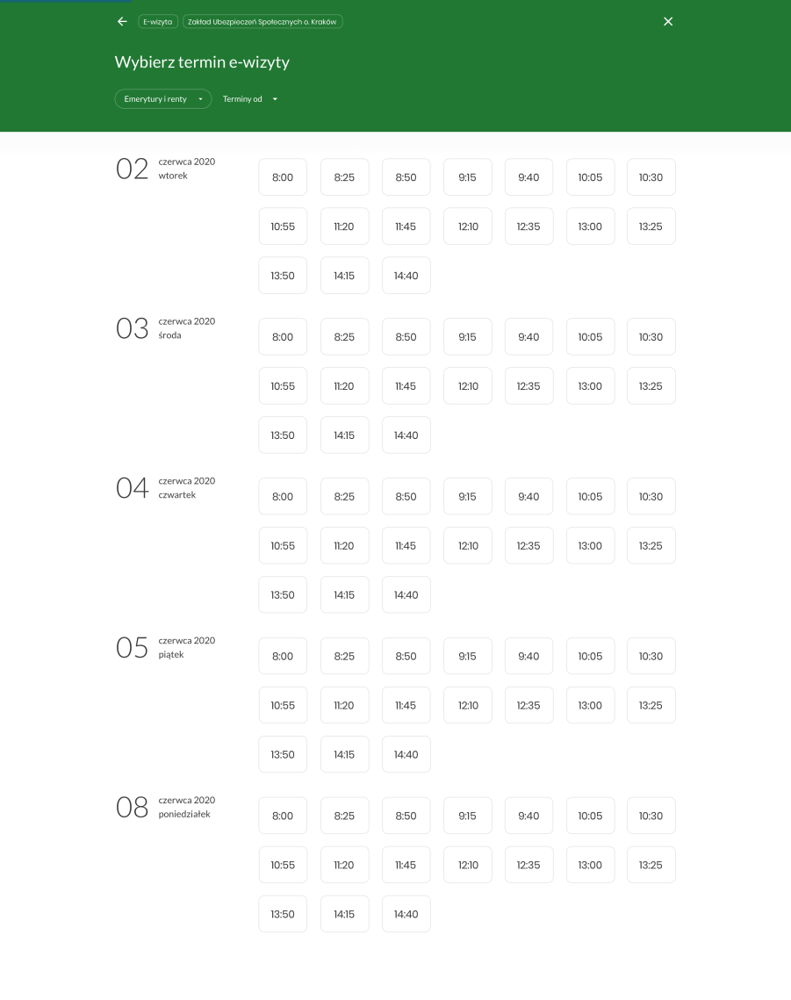 E-wizyta Zakład Ubezpieczeń Społecznych o. Kraków
Wybierz termin e-wizyty
Emerytury i renty Terminy od
02 czerwca 2020
wtorek
8:00 8:25 8:50 9:15 9:40 10:05 10:30
10:55 11:20 11:45 12:10 12:35 13:00 13:25
13:50 14:15 14:40
03 czerwca 2020
środa
8:00 8:25 8:50 9:15 9:40 10:05 10:30
10:55 11:20 11:45 12:10 12:35 13:00 13:25
13:50 14:15 14:40
04 czerwca 2020
czwartek
8:00 8:25 8:50 9:15 9:40 10:05 10:30
10:55 11:20 11:45 12:10 12:35 13:00 13:25
13:50 14:15 14:40
05 czerwca 2020
piątek
8:00 8:25 8:50 9:15 9:40 10:05 10:30
10:55 11:20 11:45 12:10 12:35 13:00 13:25
13:50 14:15 14:40
08 czerwca 2020
poniedziałek
8:00 8:25 8:50 9:15 9:40 10:05 10:30
10:55 11:20 11:45 12:10 12:35 13:00 13:25
13:50 14:15 14:40